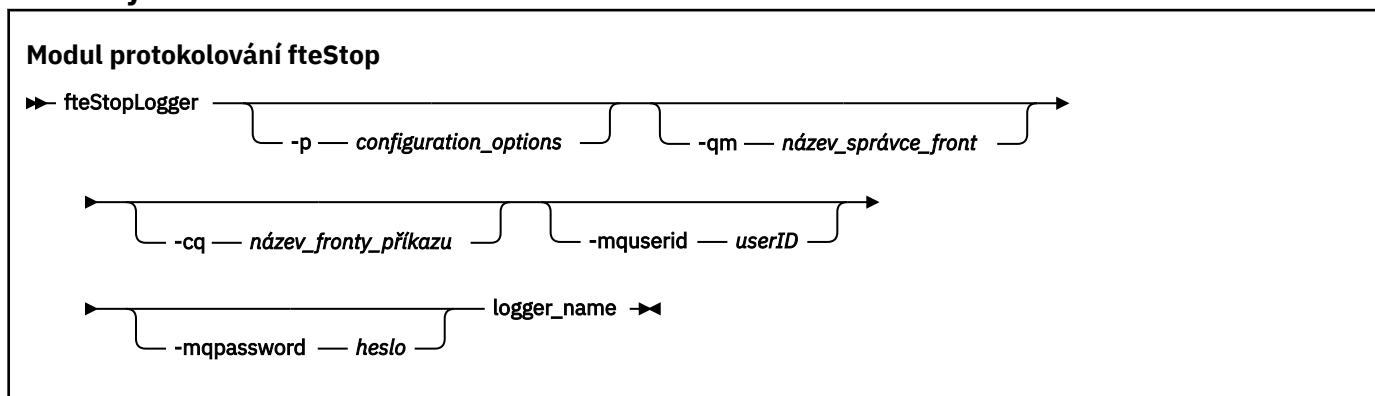 Modul protokolování fteStop
fteStopLogger
-p configuration_options -qm název_správce_front
-cq název_fronty_příkazu -mquserid userID
logger_name
-mqpassword heslo